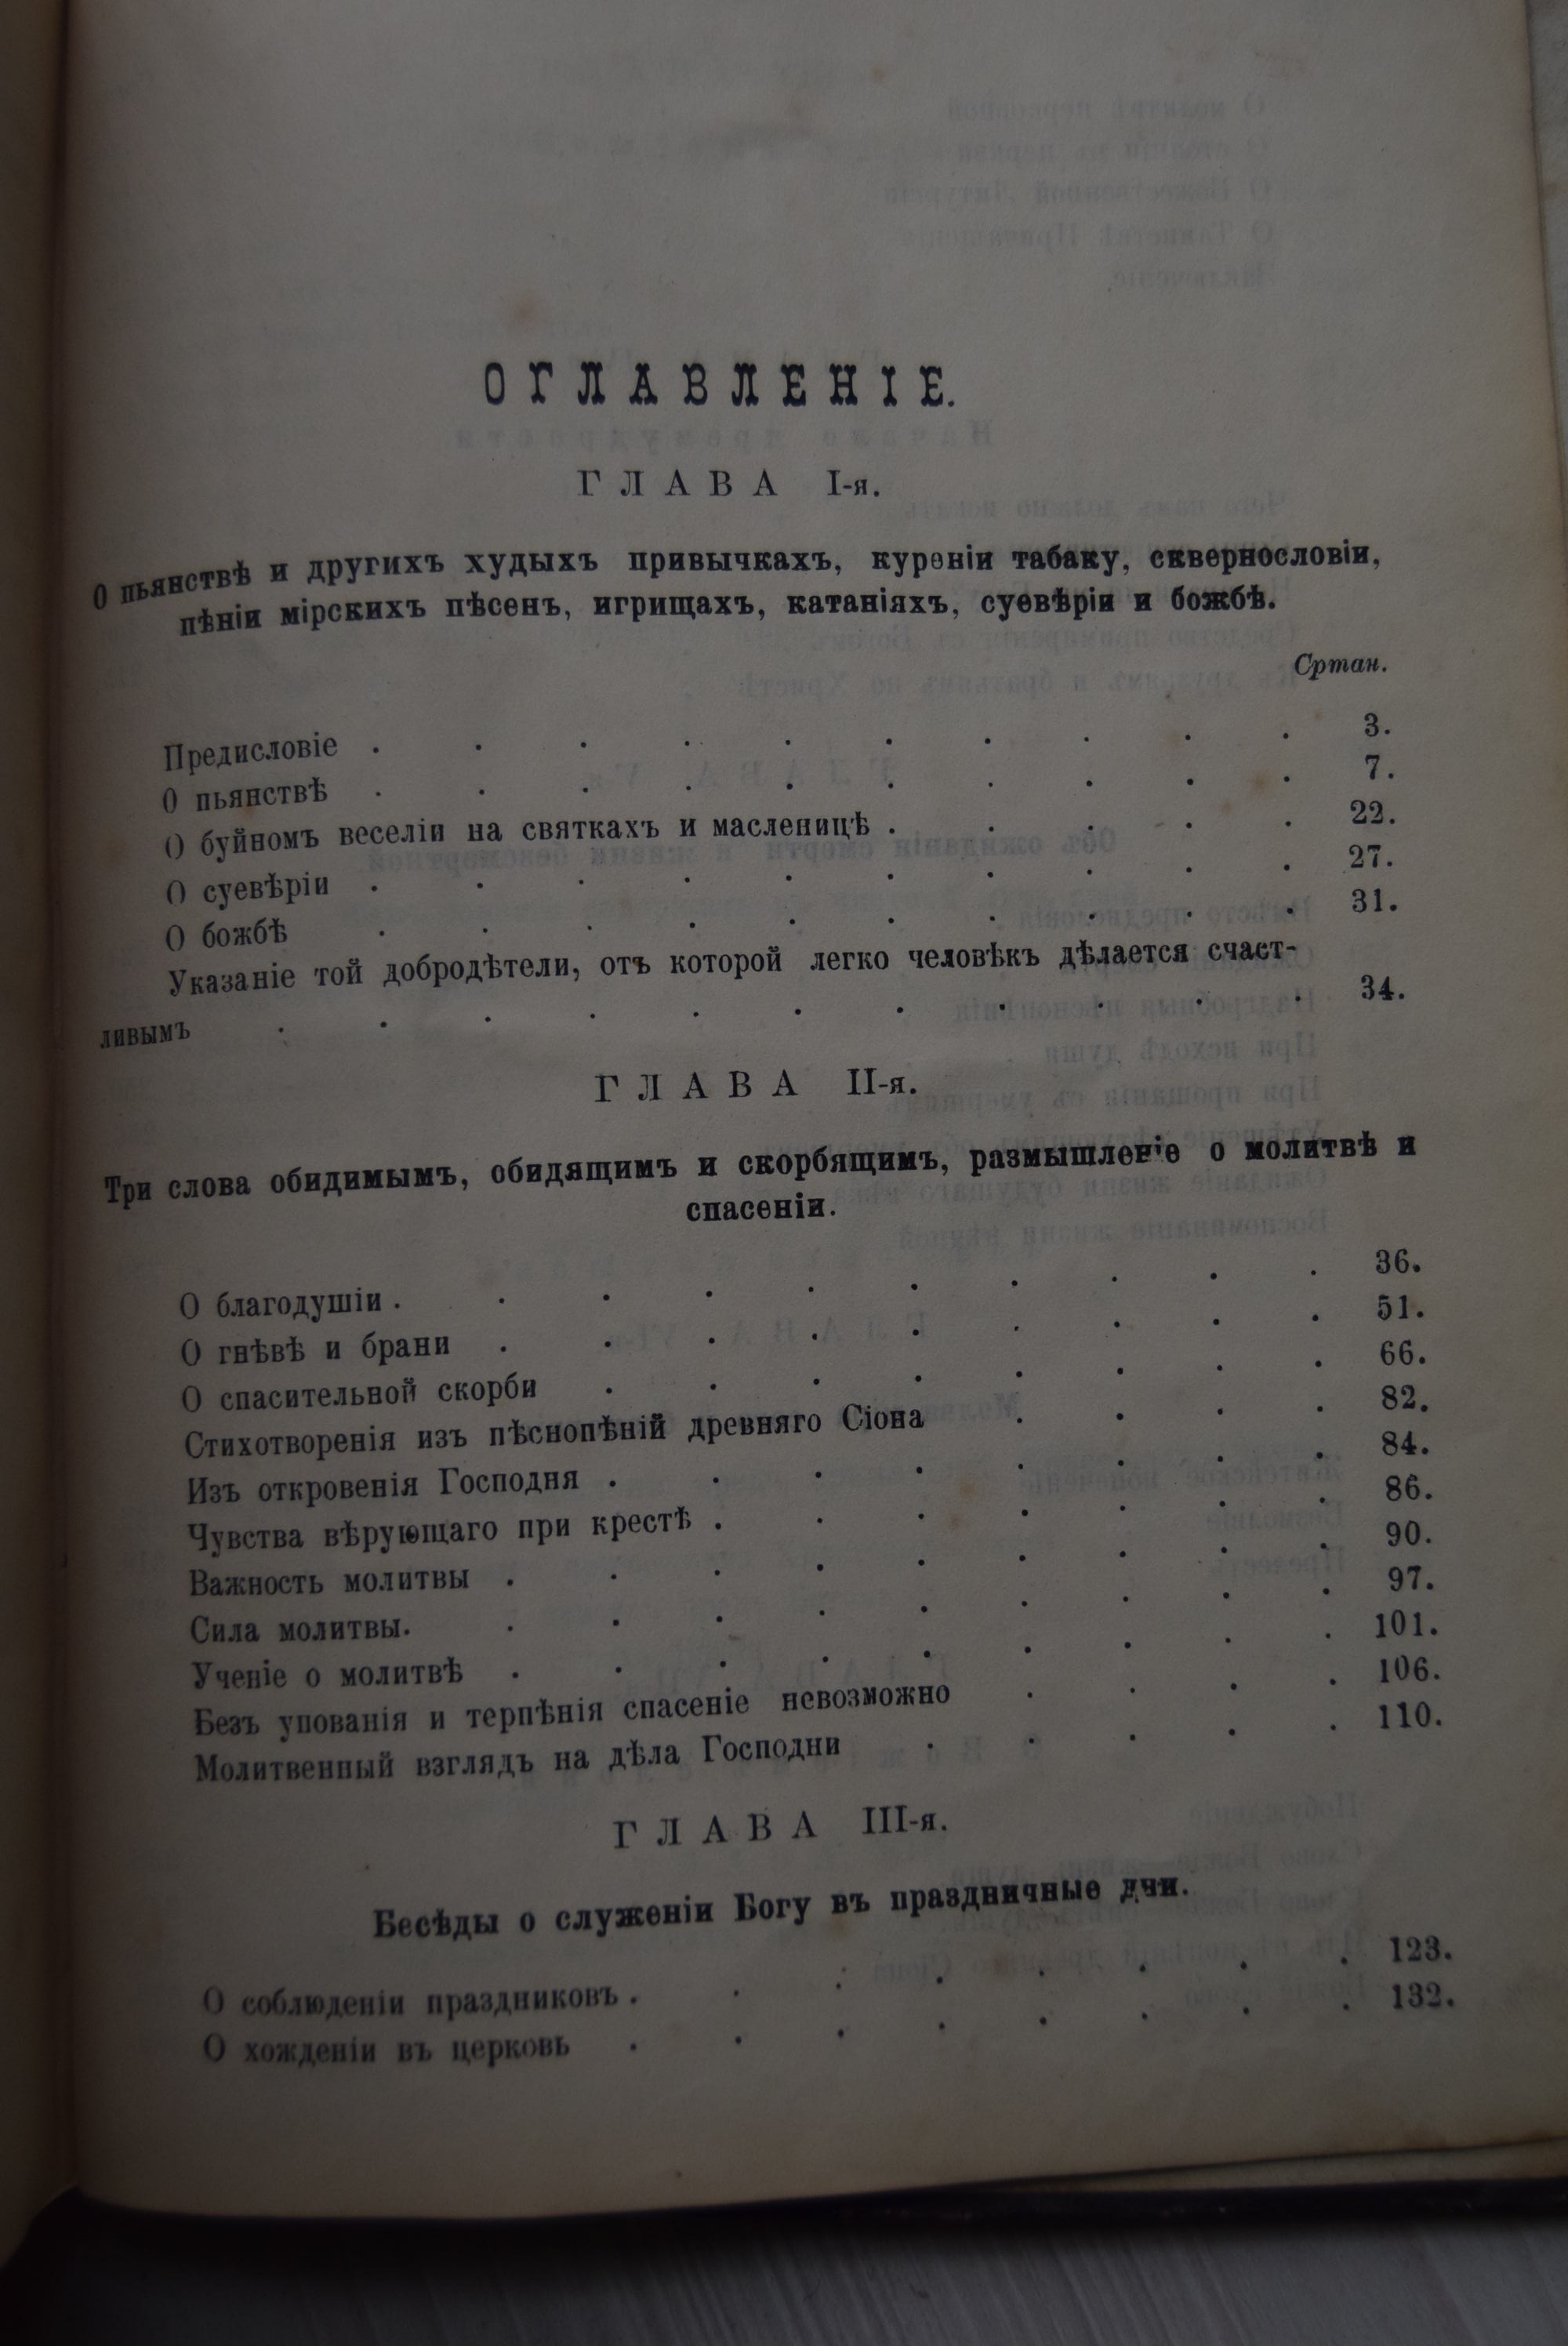 ОГЛАВЛЕНІЕ.
ГЛАВА I-я.
О пьянствѣ и другихъ худыхъ привычкахъ, куреніи табаку, сквернословіи,
пѣніи мірскихъ пѣсенъ, игрищахъ, катаніяхъ, суевѣріи и божбѣ.
Сртан.
Предисловіе . . . . . . . . . . 3.
О пьянствѣ . . . . . . . . . . 7.
О буйномъ веселіи на святкахъ и масленицѣ . . . . . 22.
О суевѣріи . . . . . . . . . . 27.
О божбѣ . . . . . . . . . . 31.
Указаніе той добродѣтели, отъ которой легко человѣкъ дѣлается счаст-
ливымъ . . . . . . . . . . . 34.
ГЛАВА II-я.
Три слова обидимымъ, обидящимъ и скорбящимъ, размышленіе о молитвѣ и
спасеніи.
О благодушіи . . . . . . . . . . 36.
О гнѣвѣ и брани . . . . . . . . . 51.
О спасительной скорби . . . . . . . . 66.
Стихотворенія изъ пѣснопѣній древняго Сіона . . . . 82.
Изъ откровенія Господня . . . . . . . . 84.
Чувства вѣрующаго при крестѣ . . . . . . . 86.
Важность молитвы . . . . . . . . . 90.
Сила молитвы. . . . . . . . . . 97.
Ученіе о молитвѣ . . . . . . . . . 101.
Безъ упованія и терпѣнія спасеніе невозможно . . . . 106.
Молитвенный взглядъ на дѣла Господни . . . . . 110.
ГЛАВА III-я.
Бесѣды о служеніи Богу въ праздничные дчи.
О соблюденіи праздниковъ . . . . . . . . 123.
О хожденіи въ церковь . . . . . . . . 132.